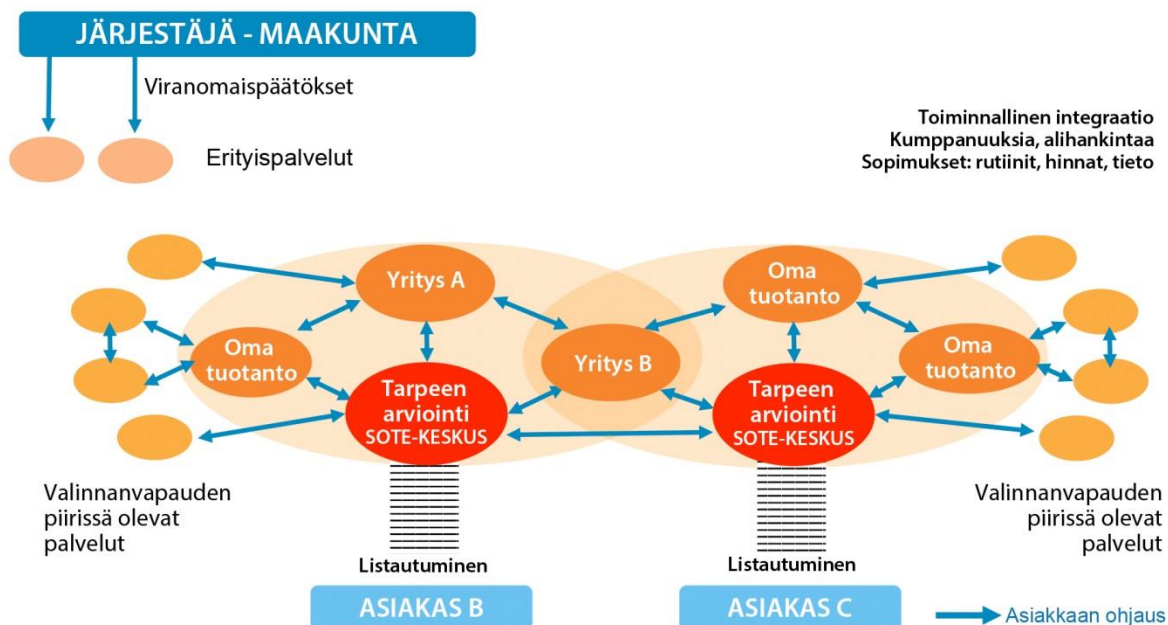 JÄRJESTÄJÄ - MAAKUNTA
Viranomaispäätökset
Erityispalvelut
Toiminnallinen integraatio
Kumppanuuksia, alihankintaa
Sopimukset: rutiinit, hinnat, tieto
Yritys A
Oma
tuotanto
Oma
tuotanto
Yritys B
Oma
tuotanto
Tarpeen
arviointi
SOTE-KESKUS
Tarpeen
arviointi
SOTE-KESKUS
Valinnanvapauden
piirissä olevat
palvelut
Valinnanvapauden
piirissä olevat
palvelut
Listautuminen
Listautuminen
ASIAKAS B
ASIAKAS C
Asiakkaan ohjaus